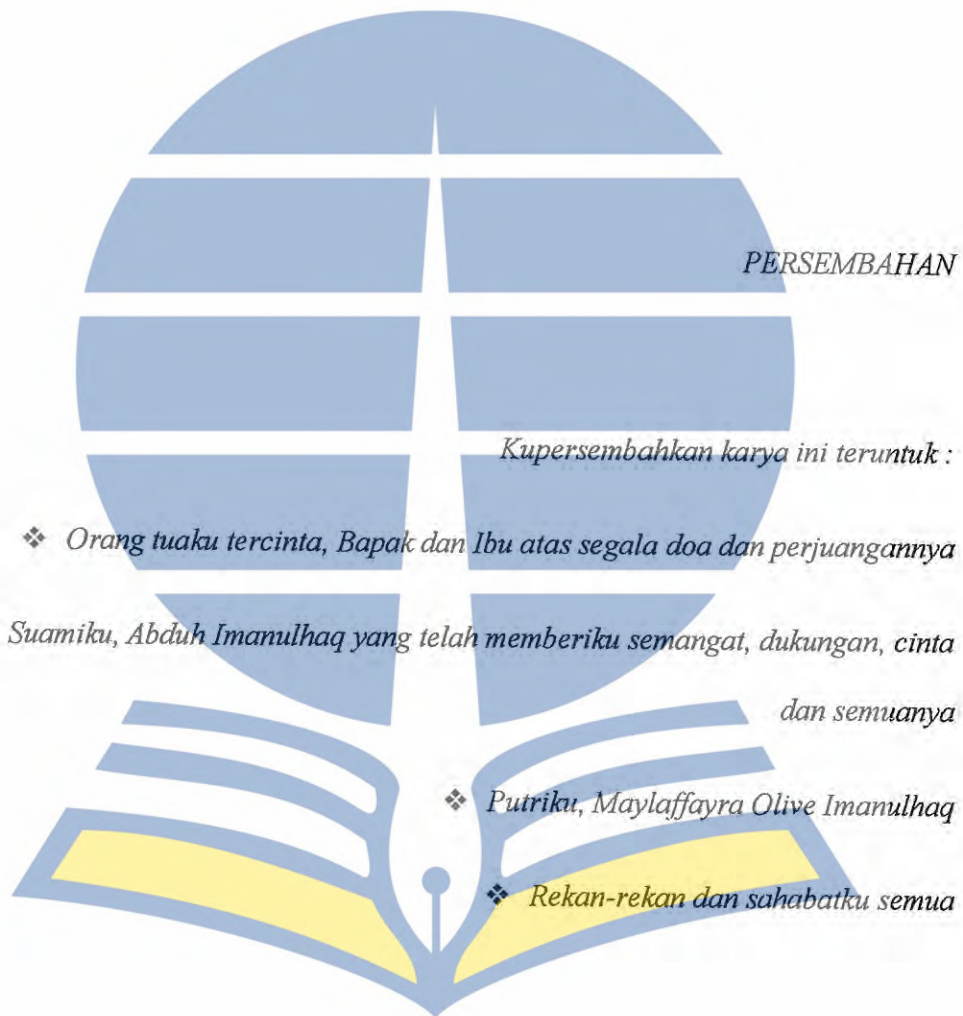 PERSEMBAHAN
Kupersembahkan karya ini teruntuk :
❖ Orang tuaku tercinta, Bapak dan Ibu atas segala doa dan perjuangannya
Suamiku, Abduh Imanulhaq yang telah memberiku semangat, dukungan, cinta
dan semuanya
❖ Putriku, Maylaffayra Olive Imanulhaq
❖ Rekan-rekan dan sahabatku semua